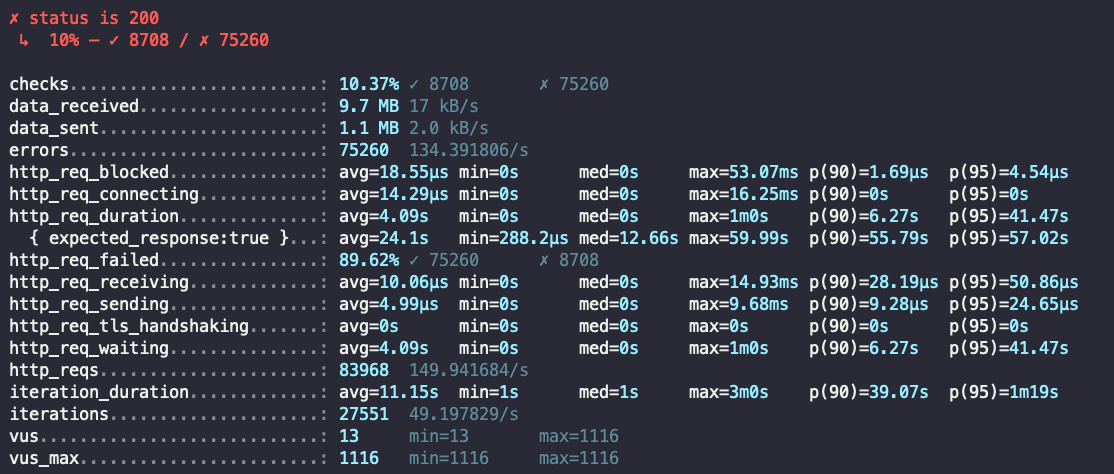 ✗ status is 200
↳ 10% — ✓ 8708 / ✗ 75260
checks.........................: 10.37% ✓ 8708 ✗ 75260
data_received..................: 9.7 MB 17 kB/s
data_sent......................: 1.1 MB 2.0 kB/s
errors.........................: 75260 134.391806/s
http_req_blocked...............: avg=18.55µs min=0s med=0s max=53.07ms p(90)=1.69µs p(95)=4.54µs
http_req_connecting............: avg=14.29µs min=0s med=0s max=16.25ms p(90)=0s p(95)=0s
http_req_duration..............: avg=4.09s min=0s med=0s max=1m0s p(90)=6.27s p(95)=41.47s
{ expected_response:true }...: avg=24.1s min=288.2µs med=12.66s max=59.99s p(90)=55.79s p(95)=57.02s
http_req_failed................: 89.62% ✓ 75260 ✗ 8708
http_req_receiving.............: avg=10.06µs min=0s med=0s max=14.93ms p(90)=28.19µs p(95)=50.86µs
http_req_sending...............: avg=4.99µs min=0s med=0s max=9.68ms p(90)=9.28µs p(95)=24.65µs
http_req_tls_handshaking.......: avg=0s min=0s med=0s max=0s p(90)=0s p(95)=0s
http_req_waiting...............: avg=4.09s min=0s med=0s max=1m0s p(90)=6.27s p(95)=41.47s
http_reqs......................: 83968 149.941684/s
iteration_duration.............: avg=11.15s min=1s med=1s max=3m0s p(90)=39.07s p(95)=1m19s
iterations.....................: 27551 49.197829/s
vus............................: 13 min=13 max=1116
vus_max........................: 1116 min=1116 max=1116